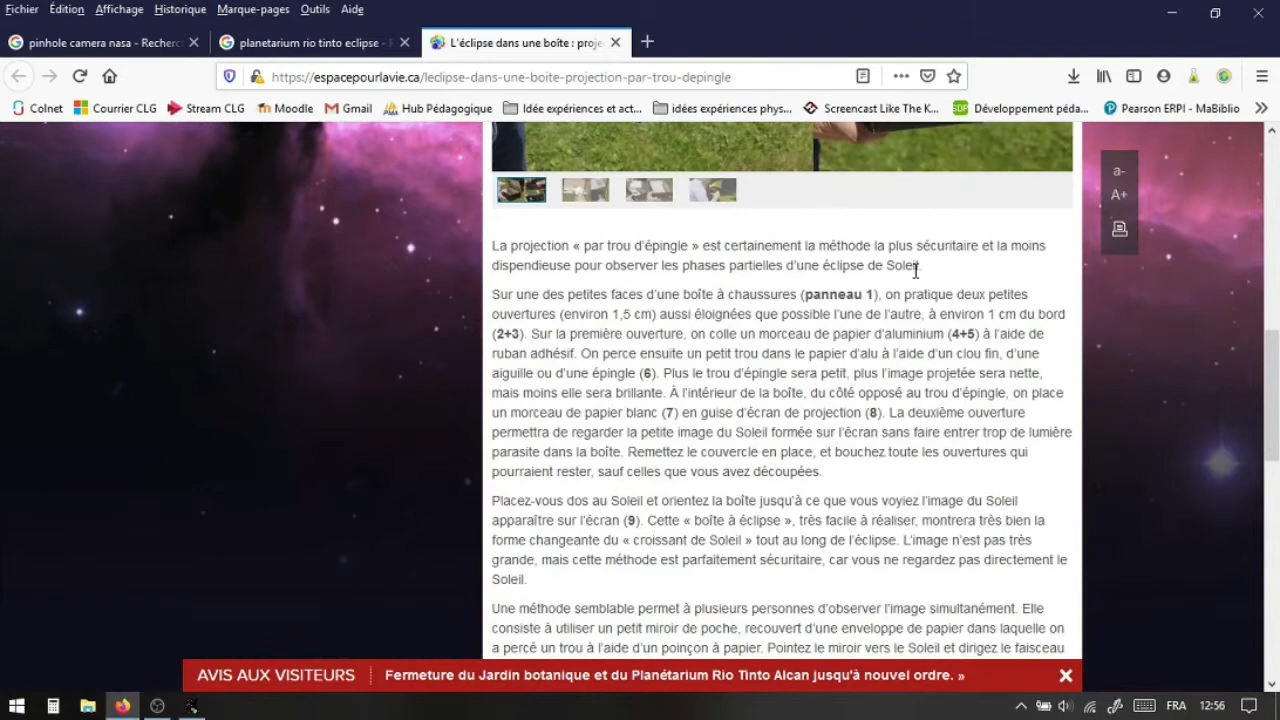 Fichier Édition Affichage Historique Marque-pages Outils Aide
pinhole camera nasa - Recherc
planetarium rio tinto eclipse -
L'éclipse dans une boîte : proje
https://espacepourlavie.ca/leclipse-dans-une-boite-projection-par-trou-depingle
Colnet Courrier CLG Stream CLG Moodle Gmail Hub Pédagogique Idée expériences et act... idées expériences phys... Screencast Like The K... Développement péda... Pearson ERPI - MaBiblio
a-
A+
La projection « par trou d'épingle » est certainement la méthode la plus sécuritaire et la moins
dispendieuse pour observer les phases partielles d'une éclipse de Soleil.
Sur une des petites faces d'une boîte à chaussures (panneau 1), on pratique deux petites
ouvertures (environ 1,5 cm) aussi éloignées que possible l'une de l'autre, à environ 1 cm du bord
(2+3). Sur la première ouverture, on colle un morceau de papier d'aluminium (4+5) à l'aide de
ruban adhésif. On perce ensuite un petit trou dans le papier d'alu à l'aide d'un clou fin, d'une
aiguille ou d'une épingle (6). Plus le trou d'épingle sera petit, plus l'image projetée sera nette,
mais moins elle sera brillante. À l'intérieur de la boîte, du côté opposé au trou d'épingle, on place
un morceau de papier blanc (7) en guise d'écran de projection (8). La deuxième ouverture
permettra de regarder la petite image du Soleil formée sur l'écran sans faire entrer trop de lumière
parasite dans la boîte. Remettez le couvercle en place, et bouchez toute les ouvertures qui
pourraient rester, sauf celles que vous avez découpées.
Placez-vous dos au Soleil et orientez la boîte jusqu'à ce que vous voyiez l'image du Soleil
apparaître sur l'écran (9). Cette « boîte à éclipse », très facile à réaliser, montrera très bien la
forme changeante du « croissant de Soleil » tout au long de l'éclipse. L'image n'est pas très
grande, mais cette méthode est parfaitement sécuritaire, car vous ne regardez pas directement le
Soleil.
Une méthode semblable permet à plusieurs personnes d'observer l'image simultanément. Elle
consiste à utiliser un petit miroir de poche, recouvert d'une enveloppe de papier dans laquelle on
a percé un trou à l'aide d'un poinçon à papier. Pointez le miroir vers le Soleil et dirigez le faisceau
AVIS AUX VISITEURS Fermeture du Jardin botanique et du Planétarium Rio Tinto Alcan jusqu'à nouvel ordre. »
FRA 12:56